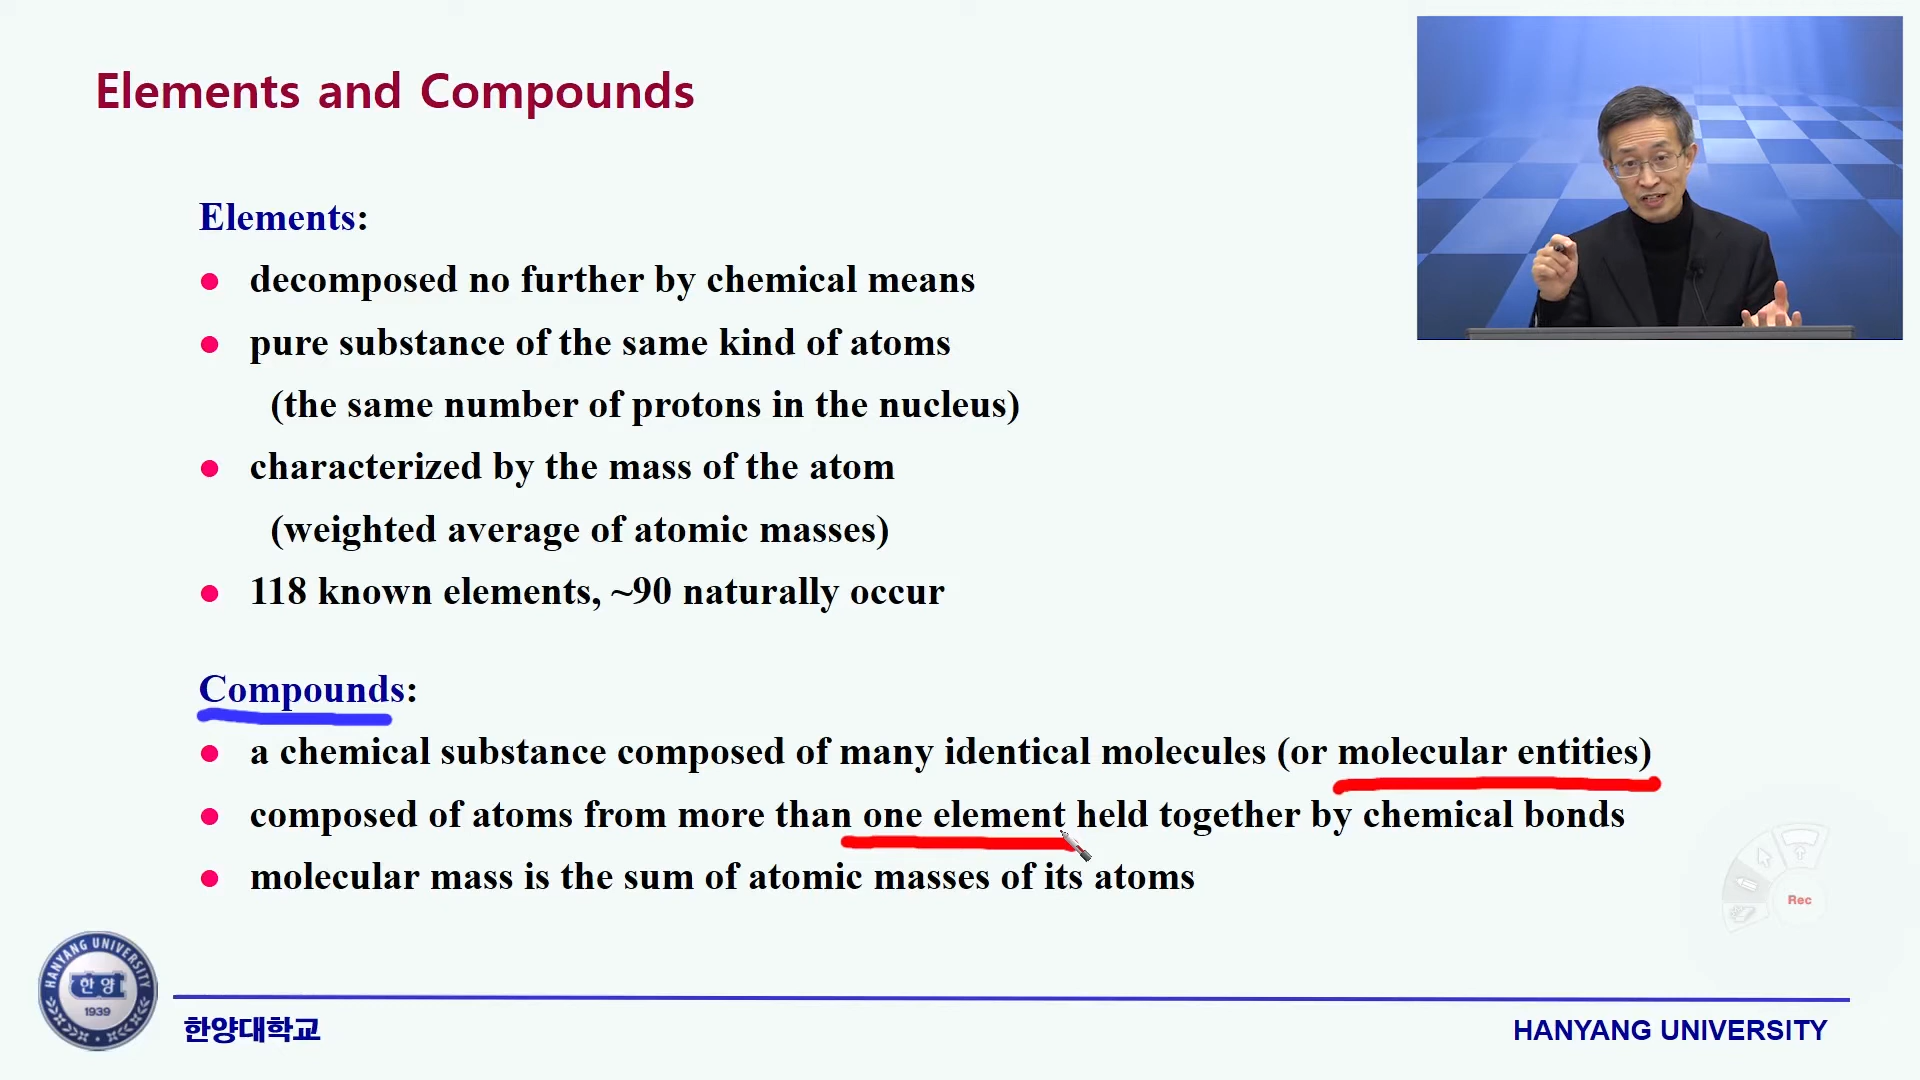 Elements and Compounds
Elements:
decomposed no further by chemical means
pure substance of the same kind of atoms
(the same number of protons in the nucleus)
characterized by the mass of the atom
(weighted average of atomic masses)
118 known elements, ~90 naturally occur
Compounds:
a chemical substance composed of many identical molecules (or molecular entities)
composed of atoms from more than one element held together by chemical bonds
molecular mass is the sum of atomic masses of its atoms
Rec
HANYANG UNIVERSITY
한양
1939
한양대학교
HANYANG UNIVERSITY